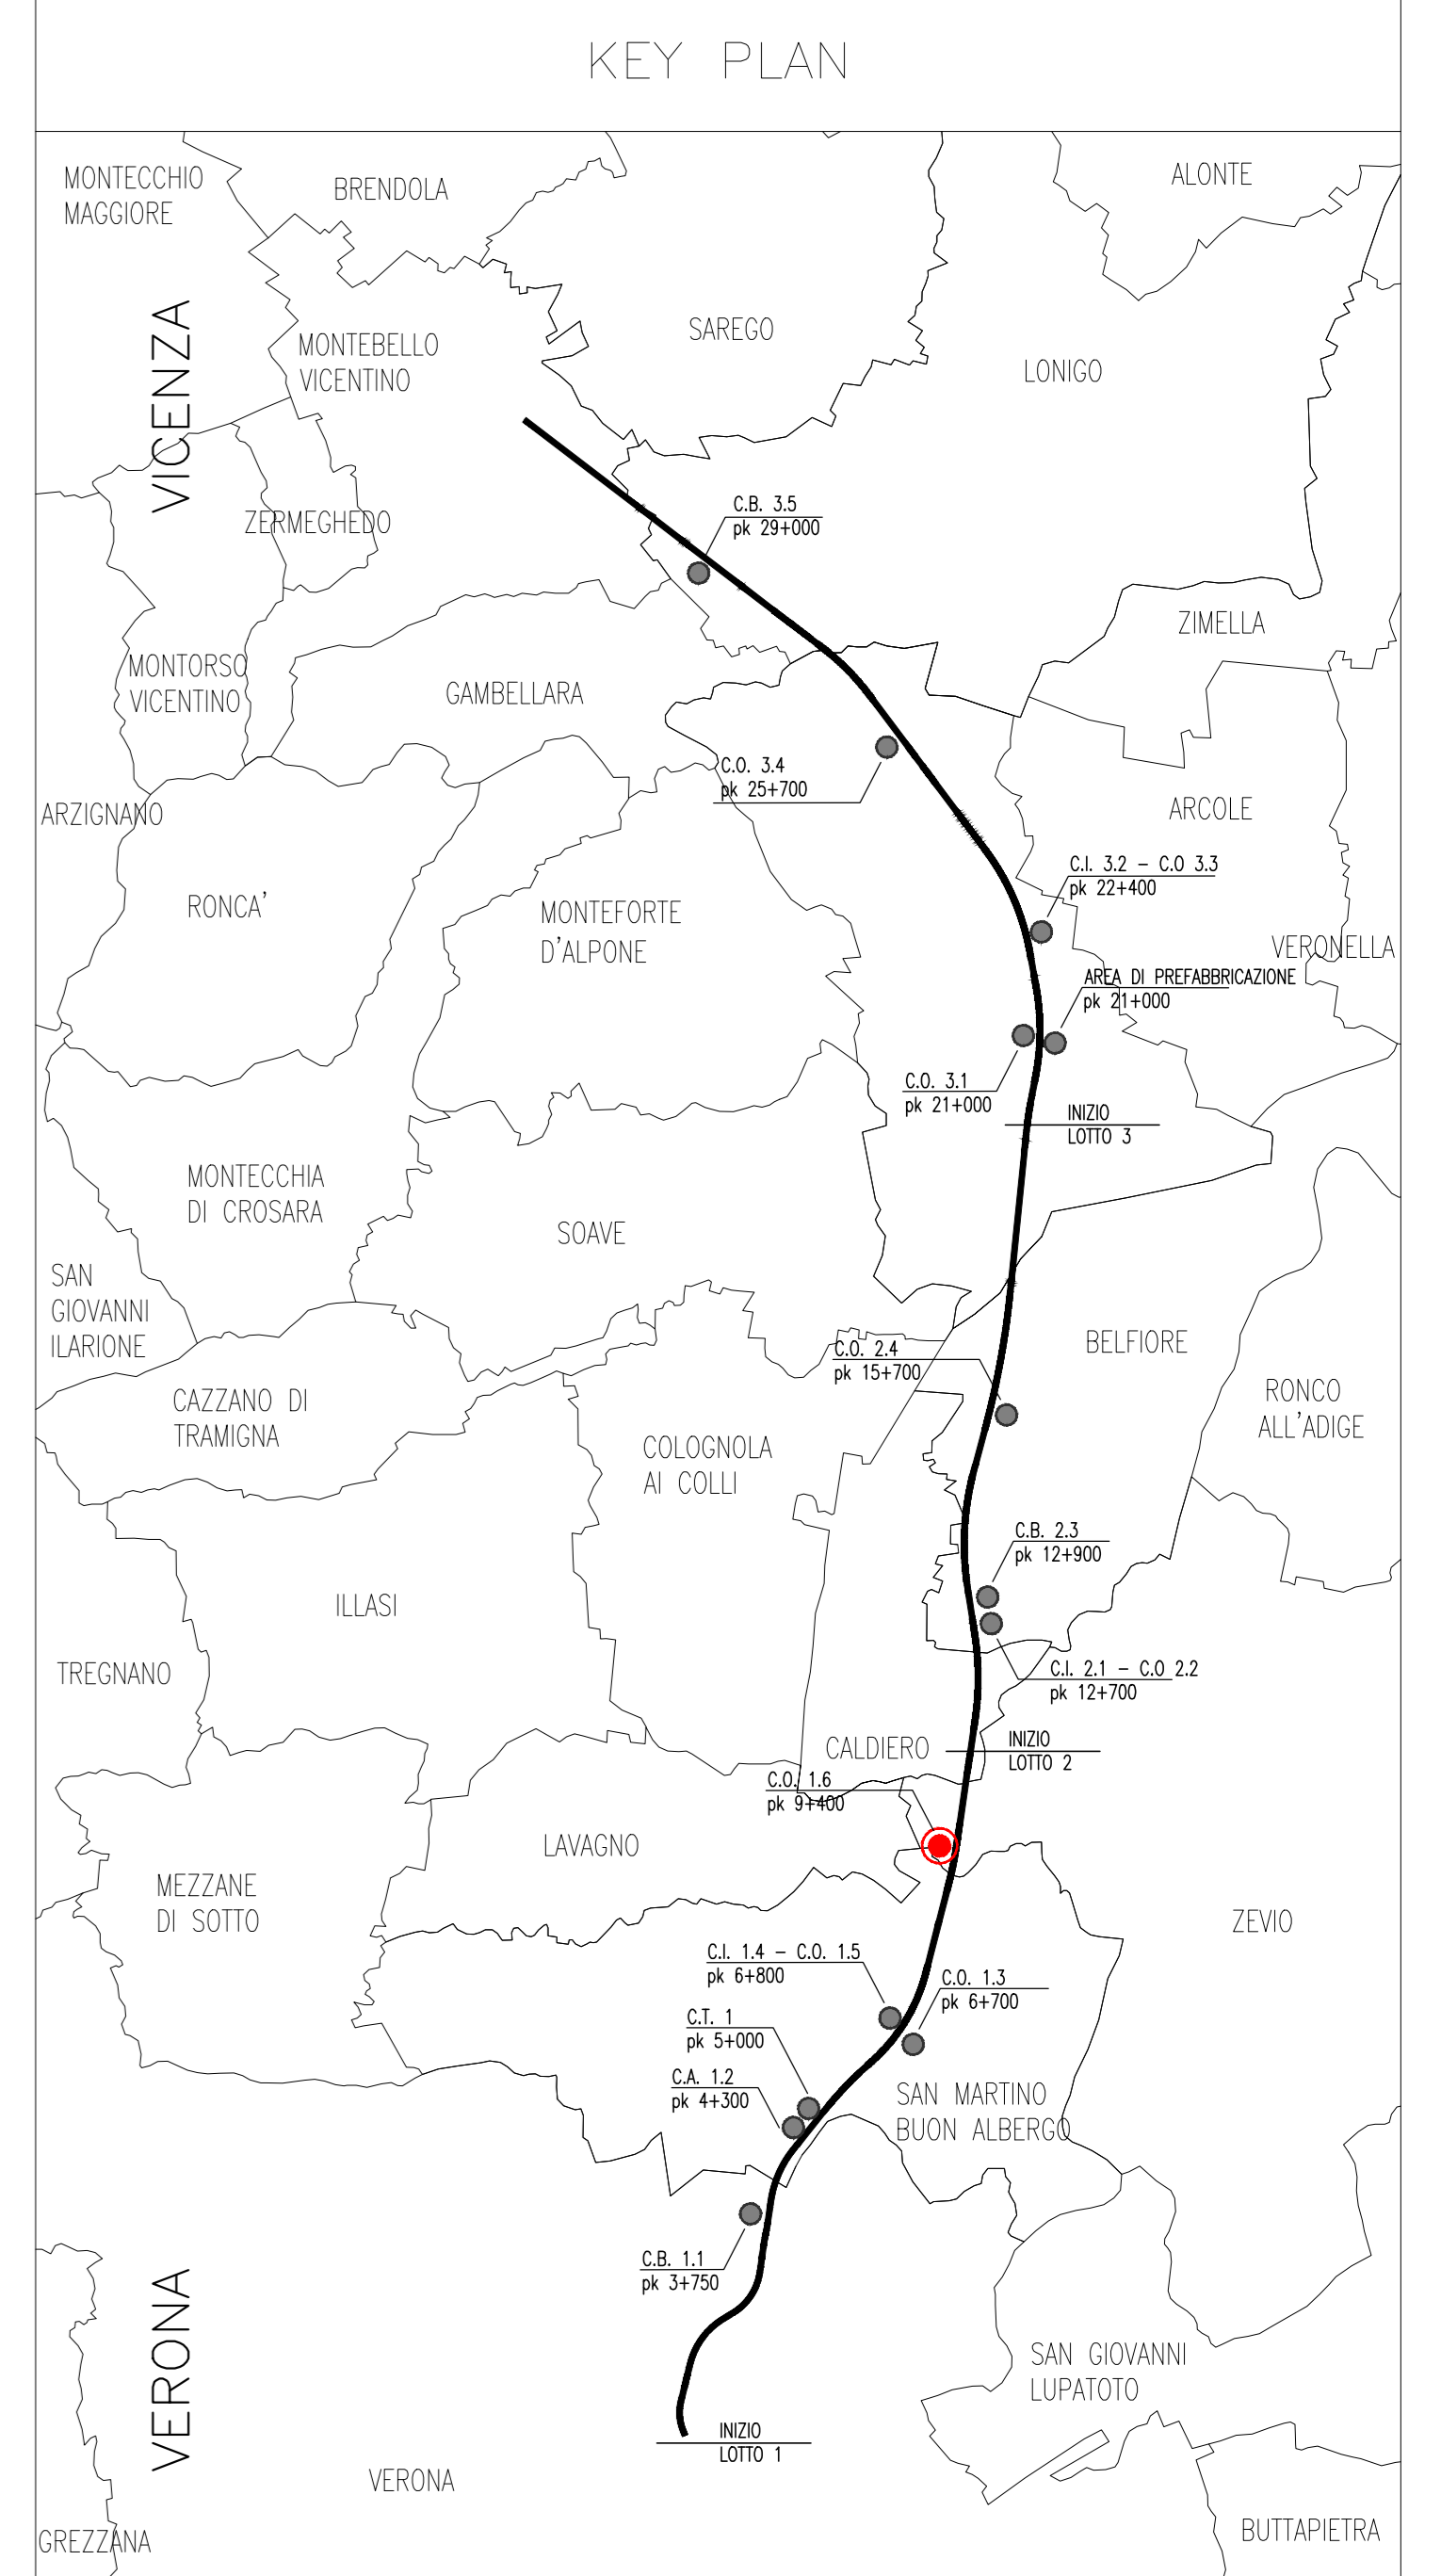 KEY PLAN
MONTECCHIO
MAGGIORE
BRENDOLA
ALONTE
VICENZA
MONTEBELLO
VICENTINO
SAREGO
LONIGO
C.B. 3.5
pk 29+000
ZERMEGHEDO
ZIMELLA
MONTORSO
VICENTINO
GAMBELLARA
C.O. 3.4
pk 25+700
ARZIGNANO
ARCOLE
C.I. 3.2 - C.O 3.3
pk 22+400
RONCA'
MONTEFORTE
D'ALPONE
VERONELLA
AREA DI PREFABBRICAZIONE
pk 21+000
C.O. 3.1
pk 21+000
INIZIO
LOTTO 3
MONTECCHIA
DI CROSARA
SOAVE
SAN
GIOVANNI
ILARIONE
C.O. 2.4
pk 15+700
BELFIORE
CAZZANO DI
TRAMIGNA
RONCO
ALL'ADIGE
COLOGNOLA
AI COLLI
C.B. 2.3
pk 12+900
ILLASI
TREGNANO
C.I. 2.1 - C.O 2.2
pk 12+700
CALDIERO
INIZIO
LOTTO 2
C.O. 1.6
pk 9+400
LAVAGNO
MEZZANE
DI SOTTO
ZEVIO
C.I. 1.4 - C.O. 1.5
pk 6+800
C.O. 1.3
pk 6+700
C.T. 1
pk 5+000
C.A. 1.2
pk 4+300
SAN MARTINO
BUON ALBERGO
C.B. 1.1
pk 3+750
VERONA
SAN GIOVANNI
LUPATOTO
INIZIO
LOTTO 1
VERONA
GREZZANA
BUTTAPIETRA